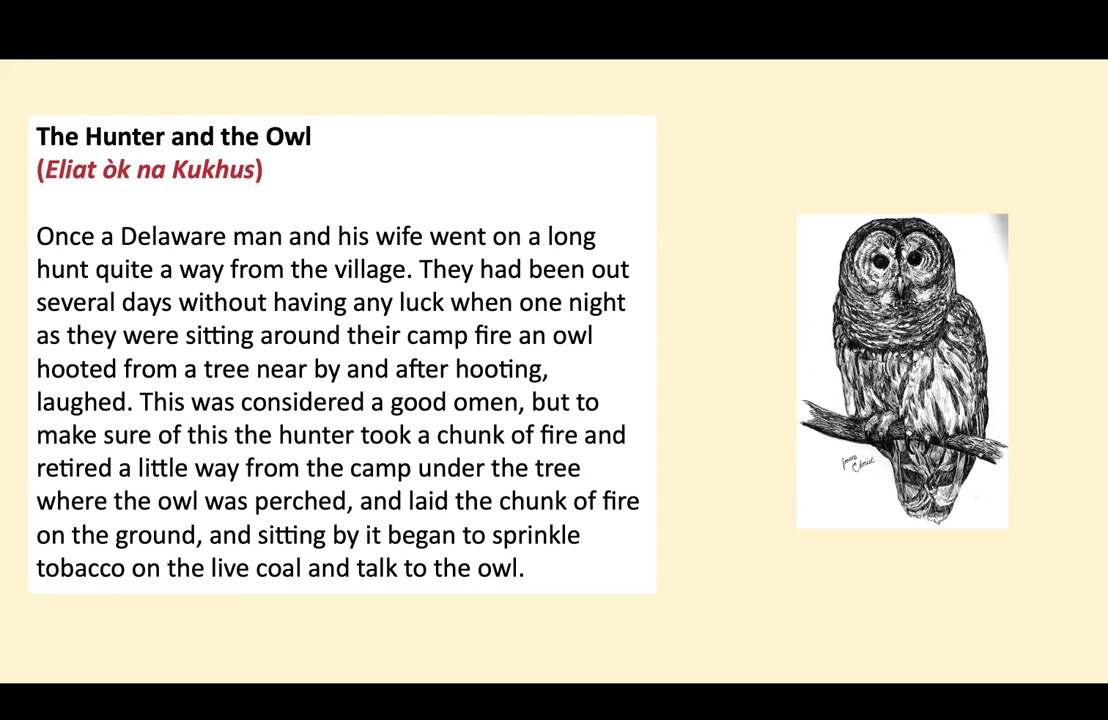 The Hunter and the Owl
(Eliat òk na Kukhus)
Once a Delaware man and his wife went on a long
hunt quite a way from the village. They had been out
several days without having any luck when one night
as they were sitting around their camp fire an owl
hooted from a tree near by and after hooting,
laughed. This was considered a good omen, but to
make sure of this the hunter took a chunk of fire and
retired a little way from the camp under the tree
where the owl was perched, and laid the chunk of fire
on the ground, and sitting by it began to sprinkle
tobacco on the live coal and talk to the owl.